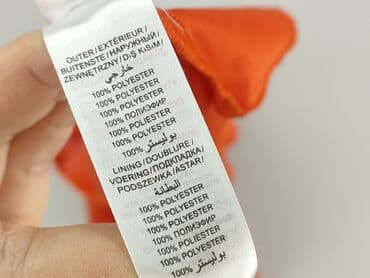 OUTER/EXTÉRIEUR/
BUITENSTE/НАРУЖНЫЙ/
ZEWNĘTRZNY/DIŞ KISIM/
خارجي
100% POLYESTER
100% POLYESTER
100% POLYESTER
100% ПОЛИЭФИР
100% POLYESTER
100% POLYESTER
100% بوليستر
LINING/DOUBLURE/
VOERING/ПОДКЛАДКА/
PODSZEWKA/ASTAR/
البطانة
100% POLYESTER
100% POLYESTER
100% POLYESTER
100% ПОЛИЭФИР
100% POLYESTER
100% POLYESTER
100% بوليستر